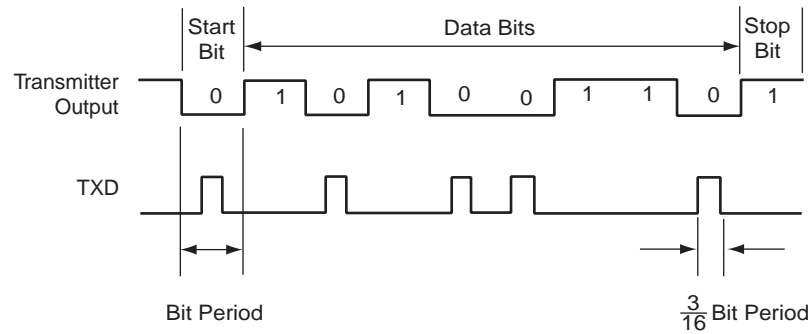 Start
Bit
Data Bits
Stop
Bit
Transmitter
Output
0 1 0 1 0 0 1 1 0 1
TXD
Bit Period
3
16 Bit Period